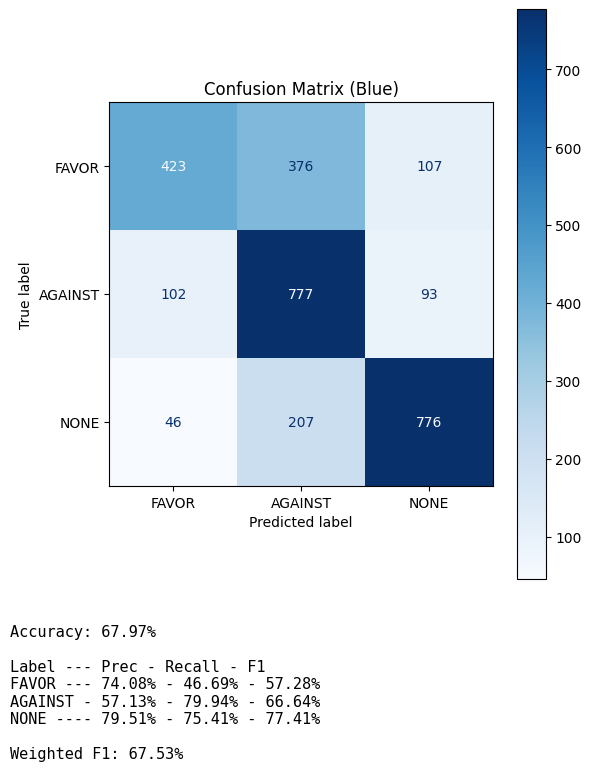 Confusion Matrix (Blue)
700
600
500
400
300
200
100
True label
FAVOR
423 376 107
AGAINST
102 777 93
NONE
46 207 776
FAVOR AGAINST NONE
Predicted label
Accuracy: 67.97%
Label --- Prec - Recall - F1
FAVOR --- 74.08% - 46.69% - 57.28%
AGAINST - 57.13% - 79.94% - 66.64%
NONE ---- 79.51% - 75.41% - 77.41%
Weighted F1: 67.53%